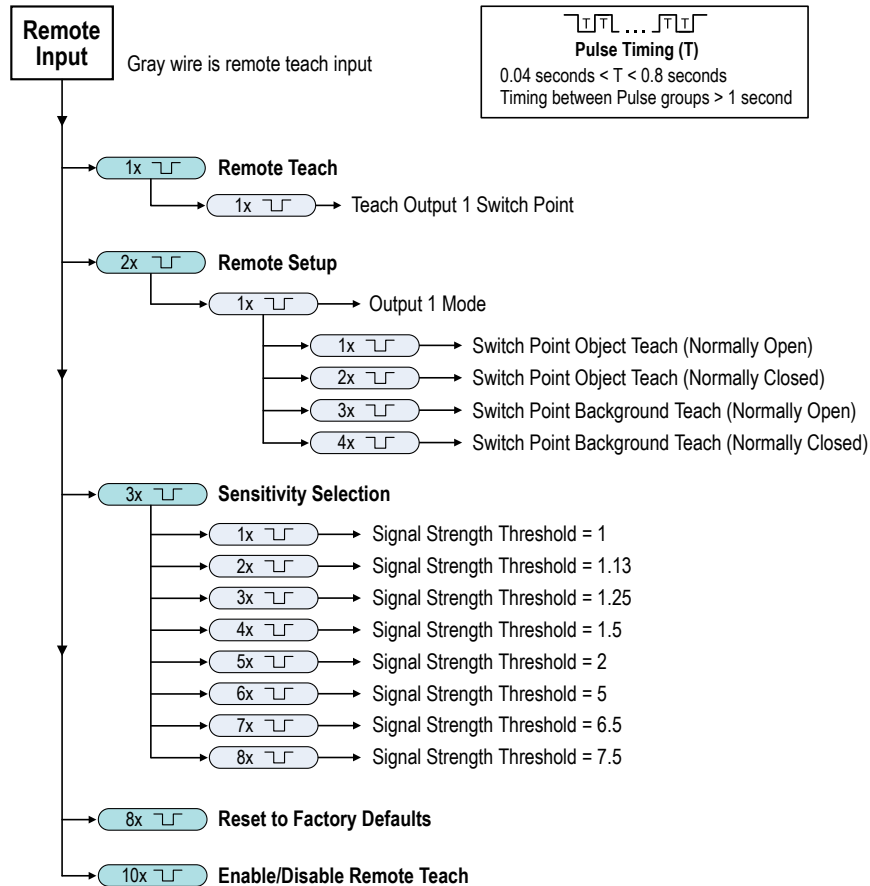 Remote
Input
Gray wire is remote teach input
T T ... T T
Pulse Timing (T)
0.04 seconds < T < 0.8 seconds
Timing between Pulse groups > 1 second
1x Remote Teach
1x Teach Output 1 Switch Point
2x Remote Setup
1x Output 1 Mode
1x Switch Point Object Teach (Normally Open)
2x Switch Point Object Teach (Normally Closed)
3x Switch Point Background Teach (Normally Open)
4x Switch Point Background Teach (Normally Closed)
3x Sensitivity Selection
1x Signal Strength Threshold = 1
2x Signal Strength Threshold = 1.13
3x Signal Strength Threshold = 1.25
4x Signal Strength Threshold = 1.5
5x Signal Strength Threshold = 2
6x Signal Strength Threshold = 5
7x Signal Strength Threshold = 6.5
8x Signal Strength Threshold = 7.5
8x Reset to Factory Defaults
10x Enable/Disable Remote Teach